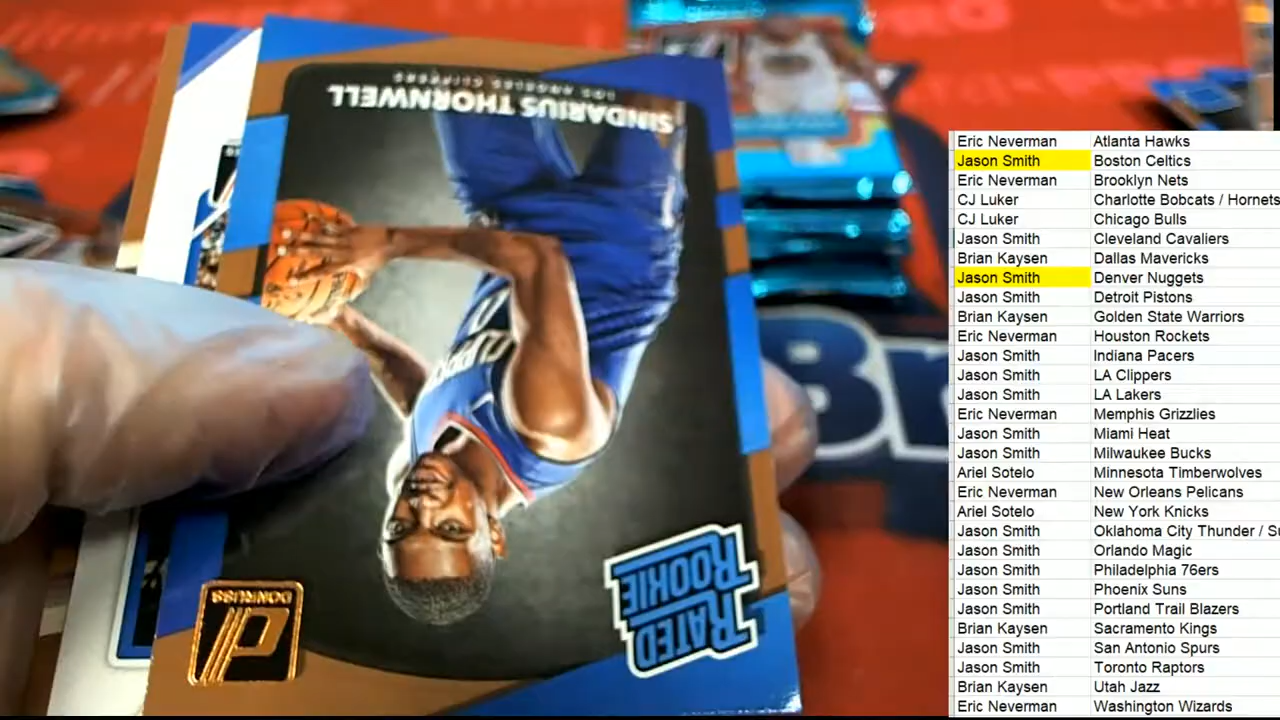 SINDARIUS THORNWELL
LOS ANGELES CLIPPERS
RATED
ROOKIE
DONRUSS
Br
Eric Neverman Atlanta Hawks
Jason Smith Boston Celtics
Eric Neverman Brooklyn Nets
CJ Luker Charlotte Bobcats / Hornets
CJ Luker Chicago Bulls
Jason Smith Cleveland Cavaliers
Brian Kaysen Dallas Mavericks
Jason Smith Denver Nuggets
Jason Smith Detroit Pistons
Brian Kaysen Golden State Warriors
Eric Neverman Houston Rockets
Jason Smith Indiana Pacers
Jason Smith LA Clippers
Jason Smith LA Lakers
Eric Neverman Memphis Grizzlies
Jason Smith Miami Heat
Jason Smith Milwaukee Bucks
Ariel Sotelo Minnesota Timberwolves
Eric Neverman New Orleans Pelicans
Ariel Sotelo New York Knicks
Jason Smith Oklahoma City Thunder / Su
Jason Smith Orlando Magic
Jason Smith Philadelphia 76ers
Jason Smith Phoenix Suns
Jason Smith Portland Trail Blazers
Brian Kaysen Sacramento Kings
Jason Smith San Antonio Spurs
Jason Smith Toronto Raptors
Brian Kaysen Utah Jazz
Eric Neverman Washington Wizards